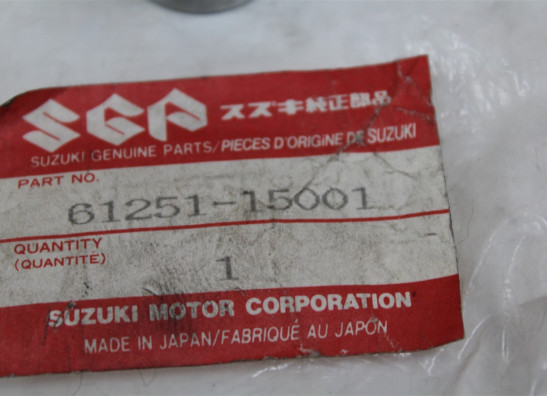 SGP スズキ純正部品
SUZUKI GENUINE PARTS/PIECES D'ORIGINE DE SUZUKI
PART NO.
61251-15001
QUANTITY
(QUANTITÉ)
1
SUZUKI MOTOR CORPORATION
MADE IN JAPAN/FABRIQUÉ AU JAPON